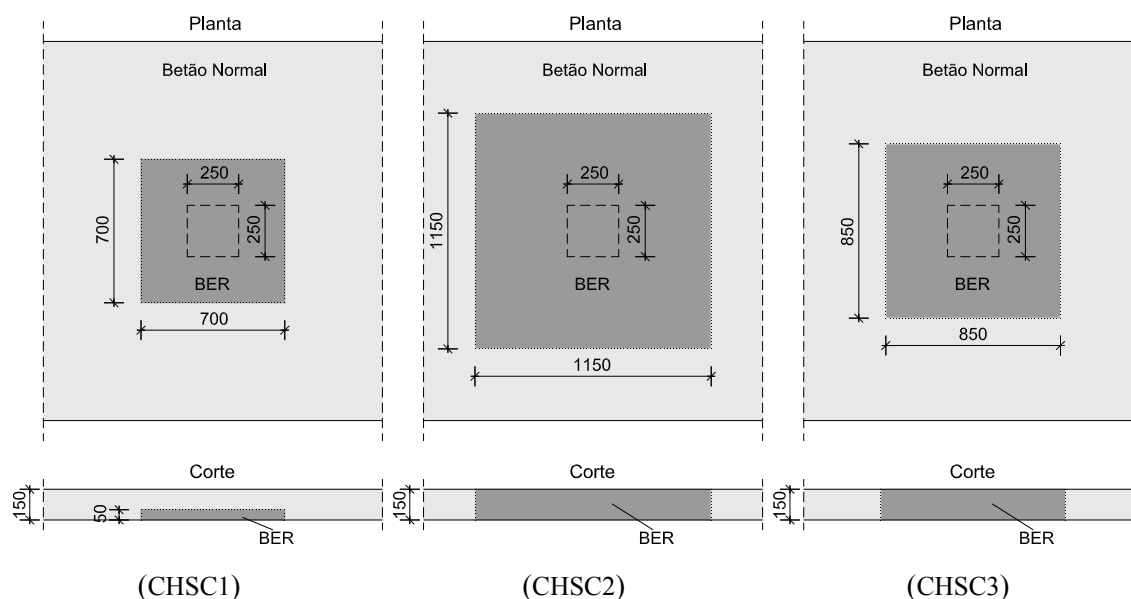 Planta
Betão Normal
250
250
700
BER
700
Corte
150
50
BER
(CHSC1)
Planta
Betão Normal
250
250
1150
BER
1150
Corte
150
BER
(CHSC2)
Planta
Betão Normal
250
250
850
BER
850
Corte
150
BER
(CHSC3)